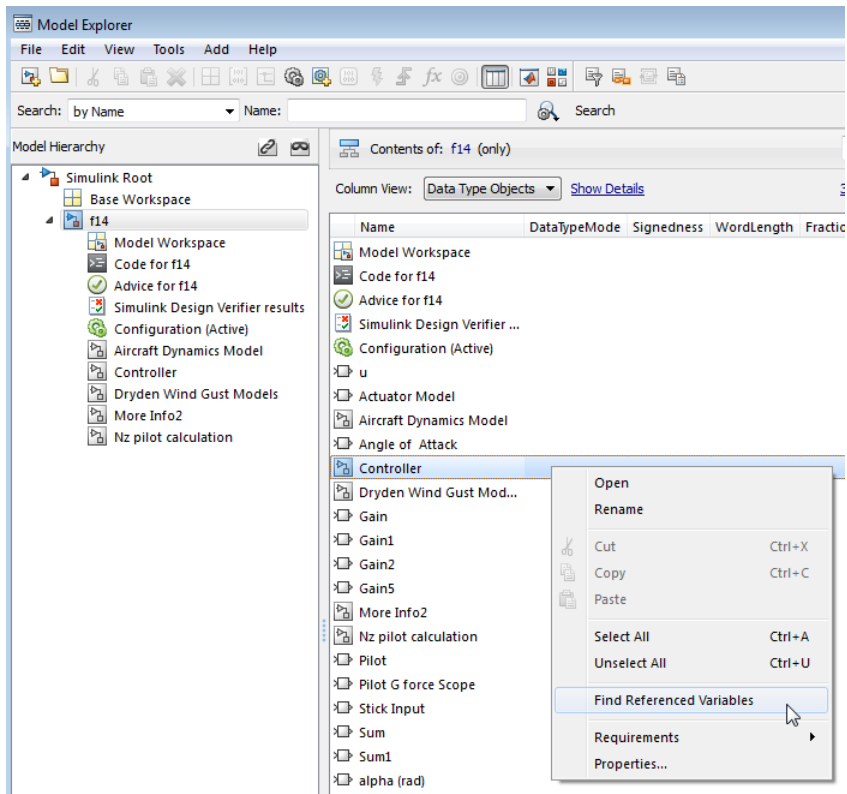 Model Explorer
File Edit View Tools Add Help
Search: by Name Name: Search
Model Hierarchy
Simulink Root
Base Workspace
f14
Model Workspace
Code for f14
Advice for f14
Simulink Design Verifier results
Configuration (Active)
Aircraft Dynamics Model
Controller
Dryden Wind Gust Models
More Info2
Nz pilot calculation
Contents of: f14 (only)
Column View: Data Type Objects Show Details
Name DataTypeMode Signedness WordLength Fractio
Model Workspace
Code for f14
Advice for f14
Simulink Design Verifier ...
Configuration (Active)
u
Actuator Model
Aircraft Dynamics Model
Angle of Attack
Controller
Dryden Wind Gust Mod...
Gain
Gain1
Gain2
Gain5
More Info2
Nz pilot calculation
Pilot
Pilot G force Scope
Stick Input
Sum
Sum1
alpha (rad)
Open
Rename
Cut Ctrl+X
Copy Ctrl+C
Paste
Select All Ctrl+A
Unselect All Ctrl+U
Find Referenced Variables
Requirements
Properties...